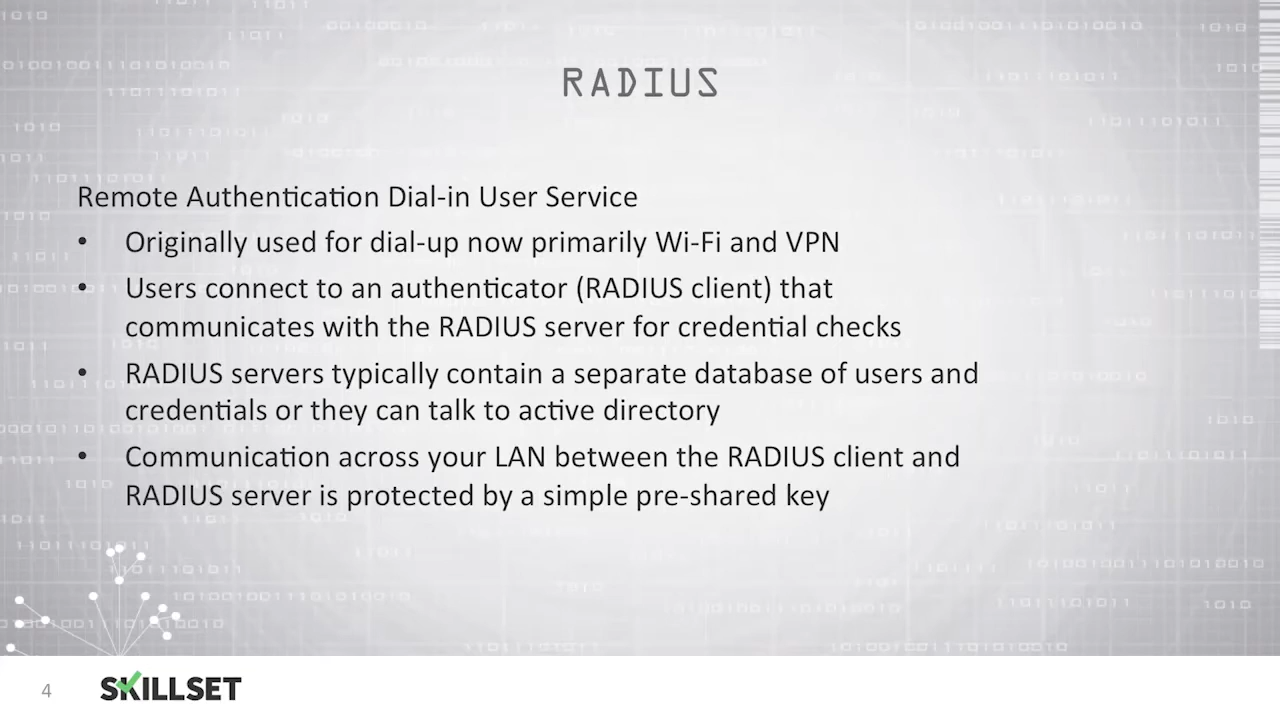 RADIUS
Remote Authentication Dial-in User Service
• Originally used for dial-up now primarily Wi-Fi and VPN
• Users connect to an authenticator (RADIUS client) that
communicates with the RADIUS server for credential checks
• RADIUS servers typically contain a separate database of users and
credentials or they can talk to active directory
• Communication across your LAN between the RADIUS client and
RADIUS server is protected by a simple pre-shared key
4
SKILLSET